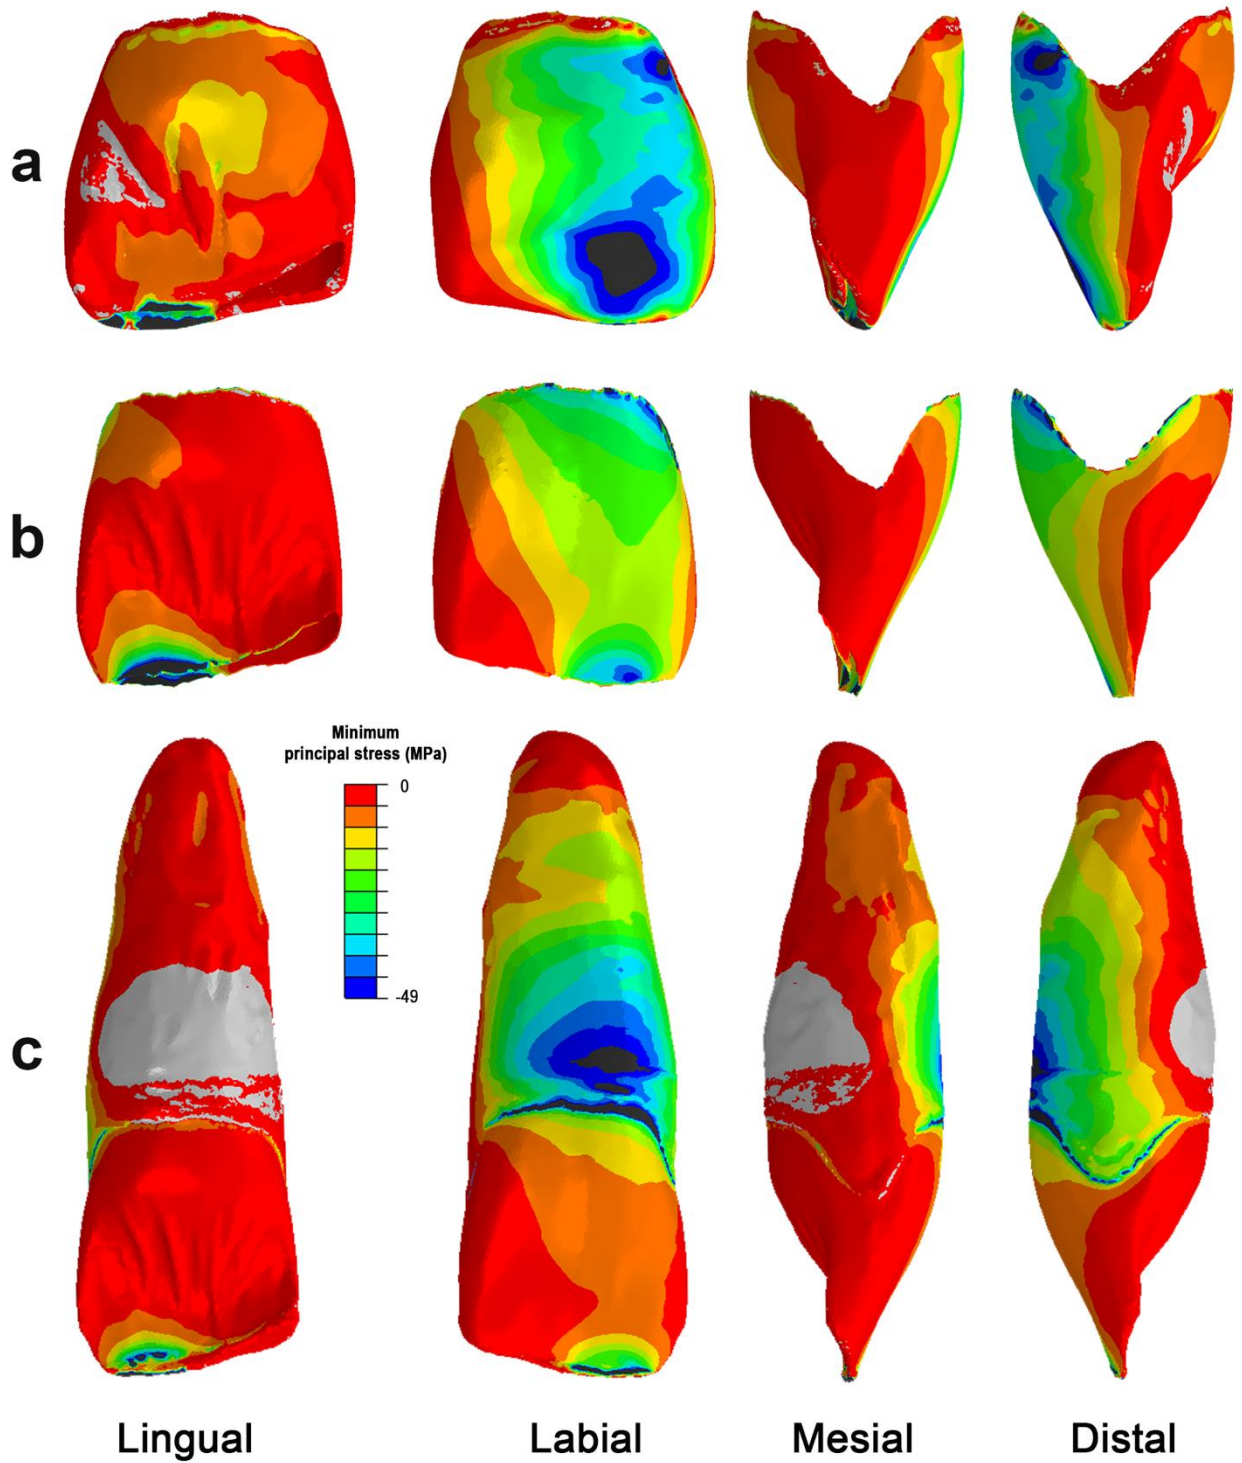 a
b
Minimum
principal stress (MPa)
0
-49
c
Lingual
Labial
Mesial
Distal